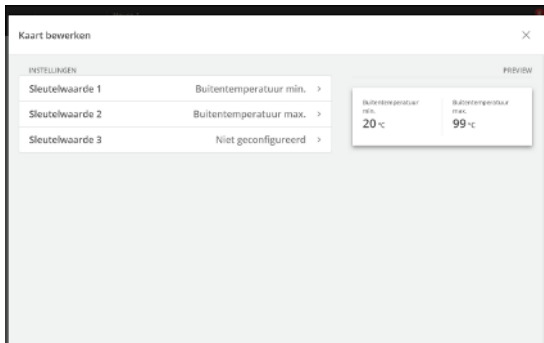 Kaart bewerken
INSTELLINGEN
Sleutelwaarde 1 Buitentemperatuur min.
Sleutelwaarde 2 Buitentemperatuur max.
Sleutelwaarde 3 Niet geconfigureerd
PREVIEW
Buitentemperatuur
min.
20 °C
Buitentemperatuur
max.
99 °C